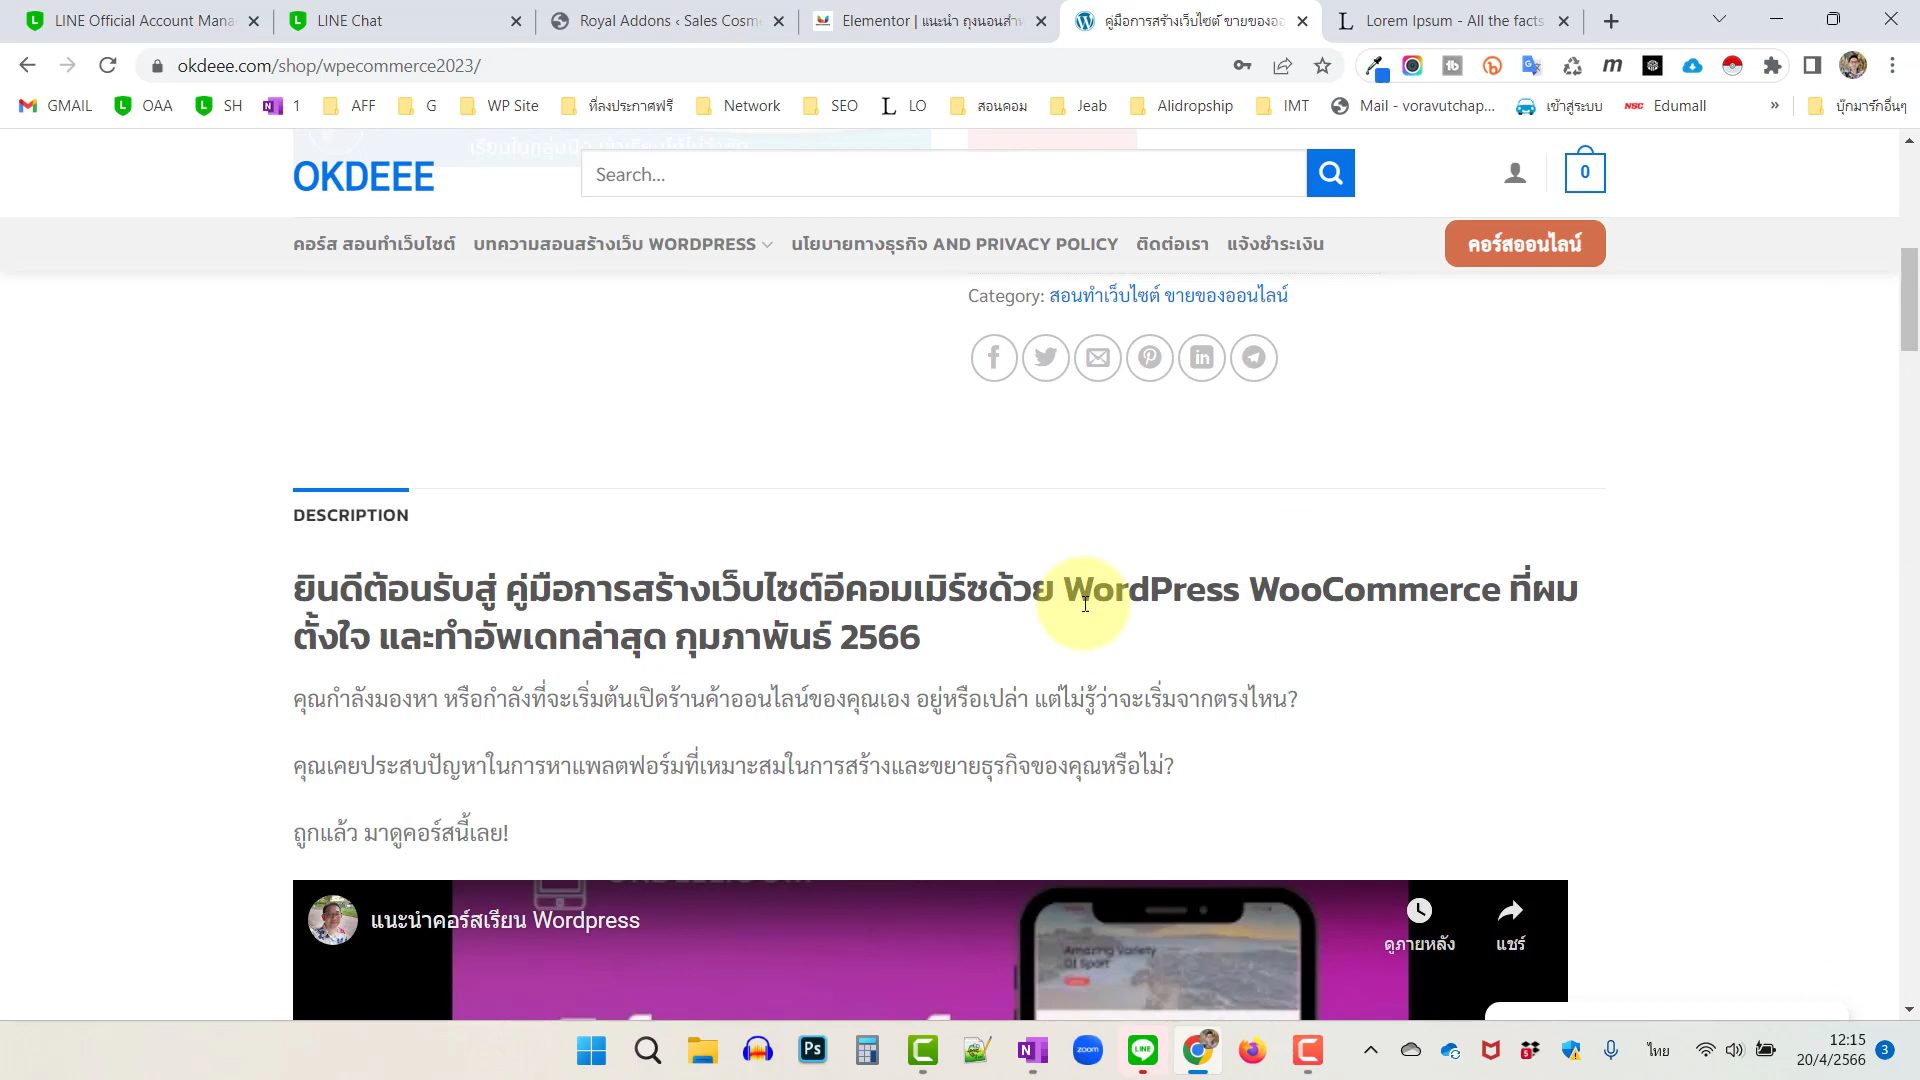 LINE Official Account Mana
LINE Chat
Royal Addons ‹ Sales Cosm
Elementor | แนะนำ ถุงนอนสำห
คู่มือการสร้างเว็บไซต์ ขายของออ
Lorem Ipsum - All the facts
okdeee.com/shop/wpecommerce2023/
GMAIL
OAA
SH
1
AFF
G
WP Site
ที่ลงประกาศฟรี
Network
SEO
LO
สอนคอม
Jeab
Alidropship
IMT
Mail - voravutchap...
เข้าสู่ระบบ
NSC
Edumall
»
บุ๊กมาร์กอื่นๆ
OKDEEE
Search...
0
คอร์ส สอนทำเว็บไซต์
บทความสอนสร้างเว็บ WORDPRESS
นโยบายทางธุรกิจ AND PRIVACY POLICY
ติดต่อเรา
แจ้งชำระเงิน
คอร์สออนไลน์
Category: สอนทำเว็บไซต์ ขายของออนไลน์
DESCRIPTION
ยินดีต้อนรับสู่ คู่มือการสร้างเว็บไซต์อีคอมเมิร์ซด้วย WordPress WooCommerce ที่ผม
ตั้งใจ และทำอัพเดทล่าสุด กุมภาพันธ์ 2566
คุณกำลังมองหา หรือกำลังที่จะเริ่มต้นเปิดร้านค้าออนไลน์ของคุณเอง อยู่หรือเปล่า แต่ไม่รู้ว่าจะเริ่มจากตรงไหน?
คุณเคยประสบปัญหาในการหาแพลตฟอร์มที่เหมาะสมในการสร้างและขยายธุรกิจของคุณหรือไม่?
ถูกแล้ว มาดูคอร์สนี้เลย!
แนะนำคอร์สเรียน Wordpress
ดูภายหลัง
แชร์
Amazing Variety
Of Sport
Ps
zoom
LINE
ไทย
12:15
20/4/2566
3